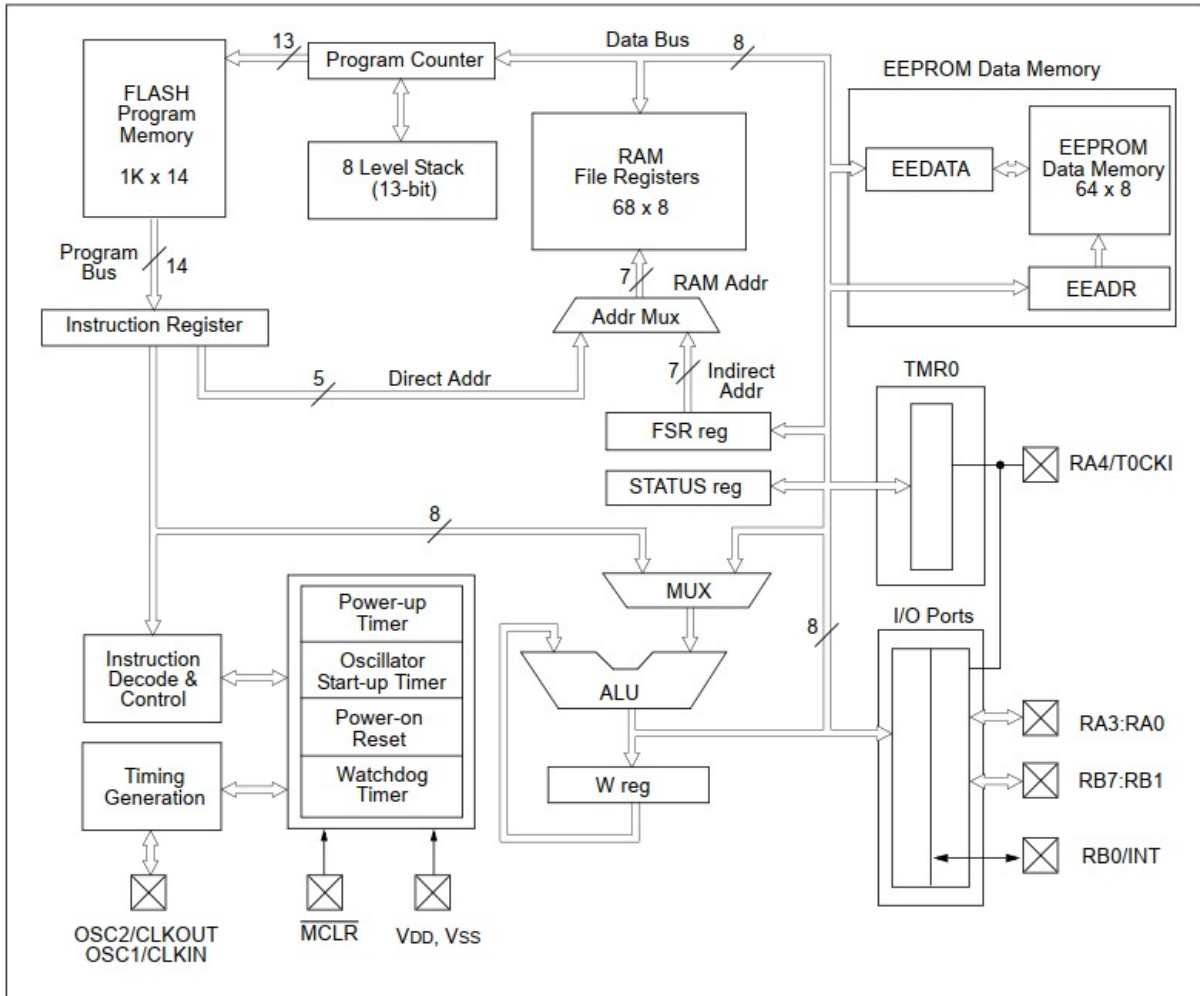 13
Program Counter
Data Bus
8
EEPROM Data Memory
FLASH
Program
Memory
1K x 14
8 Level Stack
(13-bit)
RAM
File Registers
68 x 8
EEDATA
EEPROM
Data Memory
64 x 8
EEADR
Program
Bus
14
7
RAM Addr
Instruction Register
Addr Mux
5
Direct Addr
7
Indirect
Addr
TMR0
FSR reg
STATUS reg
RA4/T0CKI
8
MUX
Power-up
Timer
I/O Ports
8
Instruction
Decode &
Control
Oscillator
Start-up Timer
ALU
Power-on
Reset
RA3:RA0
Timing
Generation
Watchdog
Timer
W reg
RB7:RB1
RB0/INT
OSC2/CLKOUT
OSC1/CLKIN
MCLR
VDD, VSS